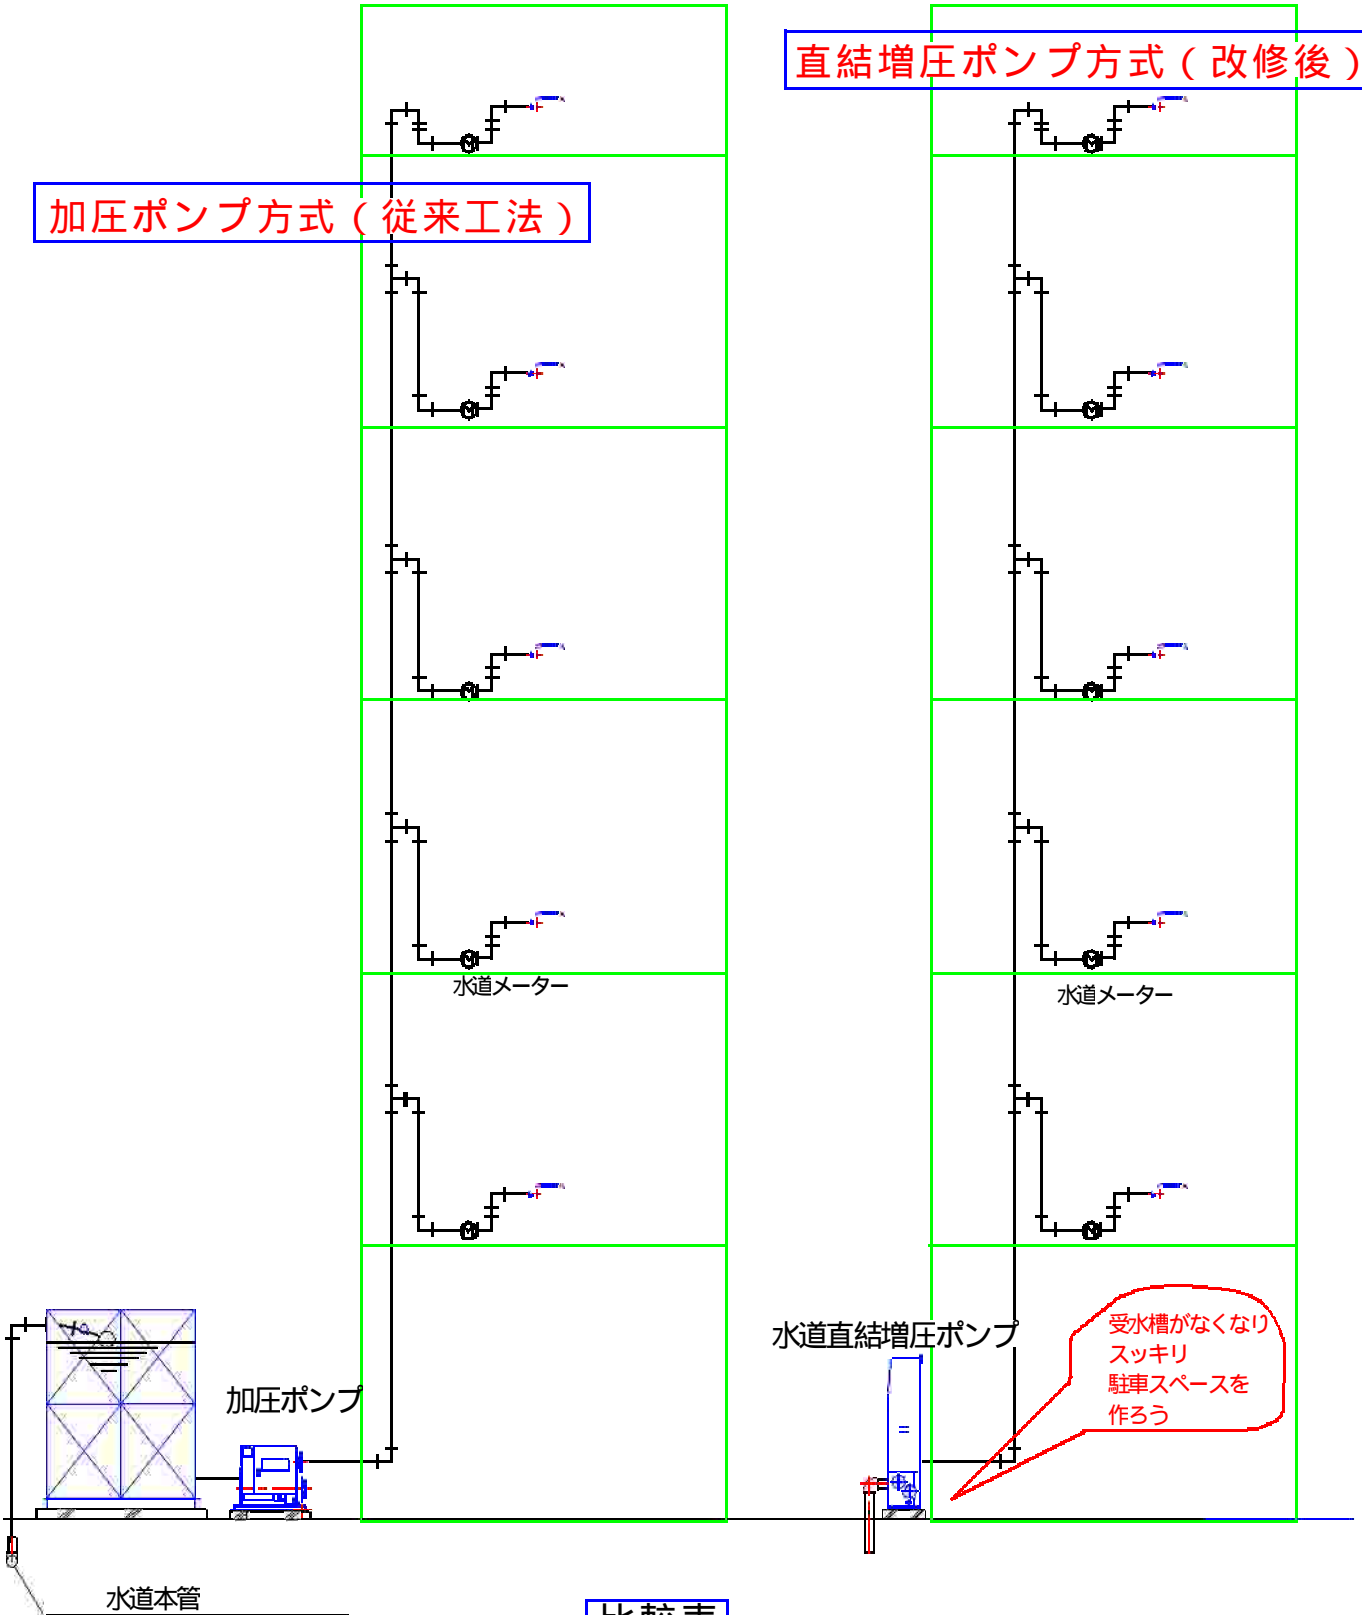 直結増圧ポンプ方式(改修後)
加圧ポンプ方式(従来工法)
水道メーター
水道メーター
水道直結増圧ポンプ
受水槽がなくなり
スッキリ
駐車スペースを
作ろう
加圧ポンプ
水道本管
比較表